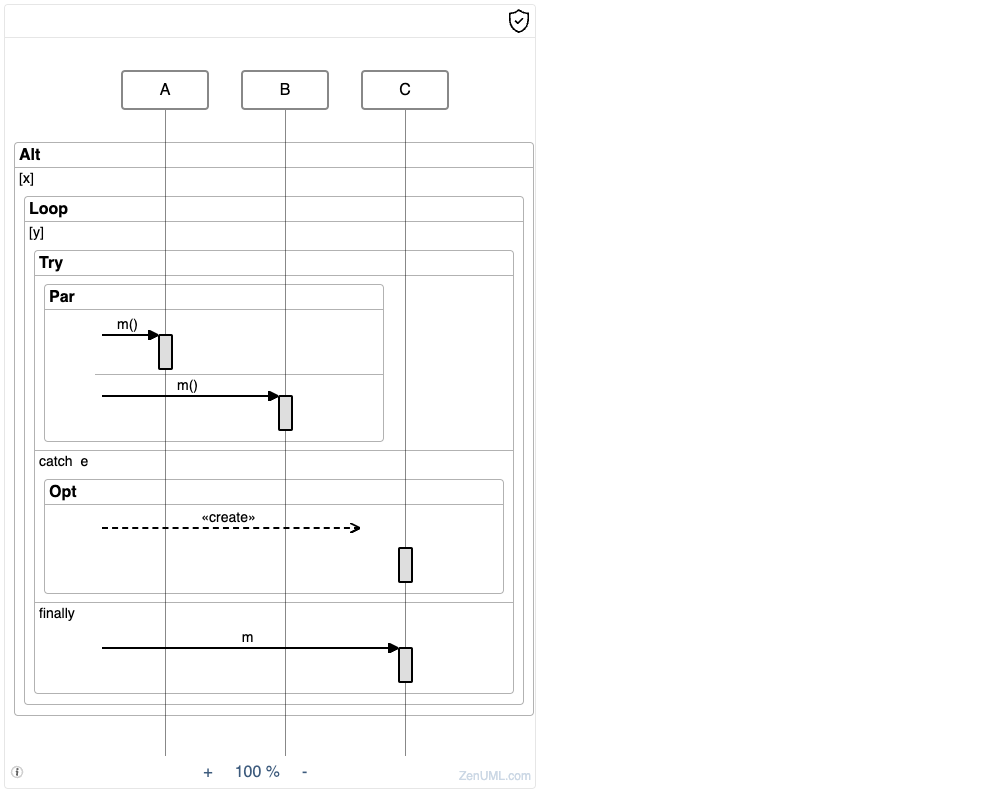 A B C
Alt
[x]
Loop
[y]
Try
Par
m()
m()
catch e
Opt
«create»
finally
m
+ 100 % -
ZenUML.com